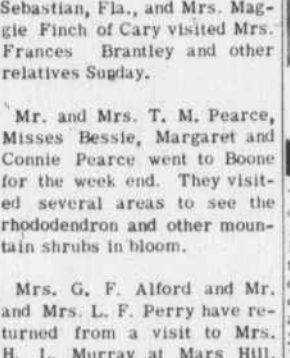 Sebastian, Fla., and Mrs. Mag-
gie Finch of Cary visited Mrs.
Frances Brantley and other
relatives Sunday.
Mr. and Mrs. T. M. Pearce,
Misses Bessie, Margaret and
Connie Pearce went to Boone
for the week end. They visit-
ed several areas to see the
rhododendron and other moun-
tain shrubs in bloom.
Mrs. G. F. Alford and Mr.
and Mrs. L. F. Perry have re-
turned from a visit to Mrs.
H. L. Murray at Mars Hill.